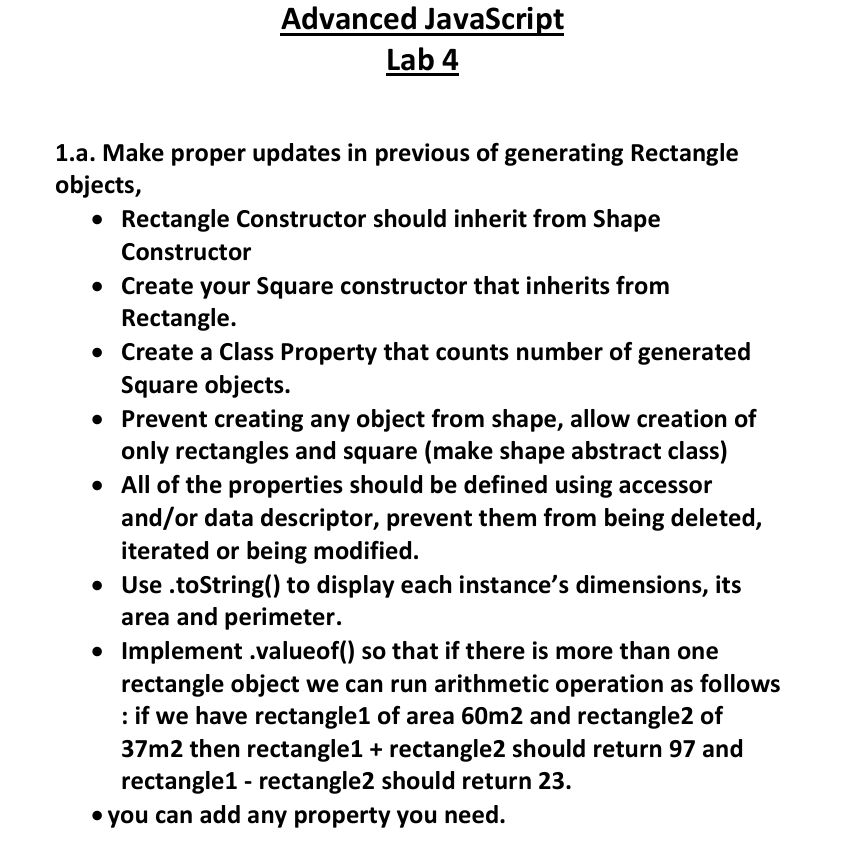 Advanced JavaScript
Lab 4
1.a. Make proper updates in previous of generating Rectangle
objects,
• Rectangle Constructor should inherit from Shape
Constructor
• Create your Square constructor that inherits from
Rectangle.
• Create a Class Property that counts number of generated
Square objects.
• Prevent creating any object from shape, allow creation of
only rectangles and square (make shape abstract class)
• All of the properties should be defined using accessor
and/or data descriptor, prevent them from being deleted,
iterated or being modified.
• Use .toString() to display each instance’s dimensions, its
area and perimeter.
• Implement .valueof() so that if there is more than one
rectangle object we can run arithmetic operation as follows
: if we have rectangle1 of area 60m2 and rectangle2 of
37m2 then rectangle1 + rectangle2 should return 97 and
rectangle1 - rectangle2 should return 23.
• you can add any property you need.